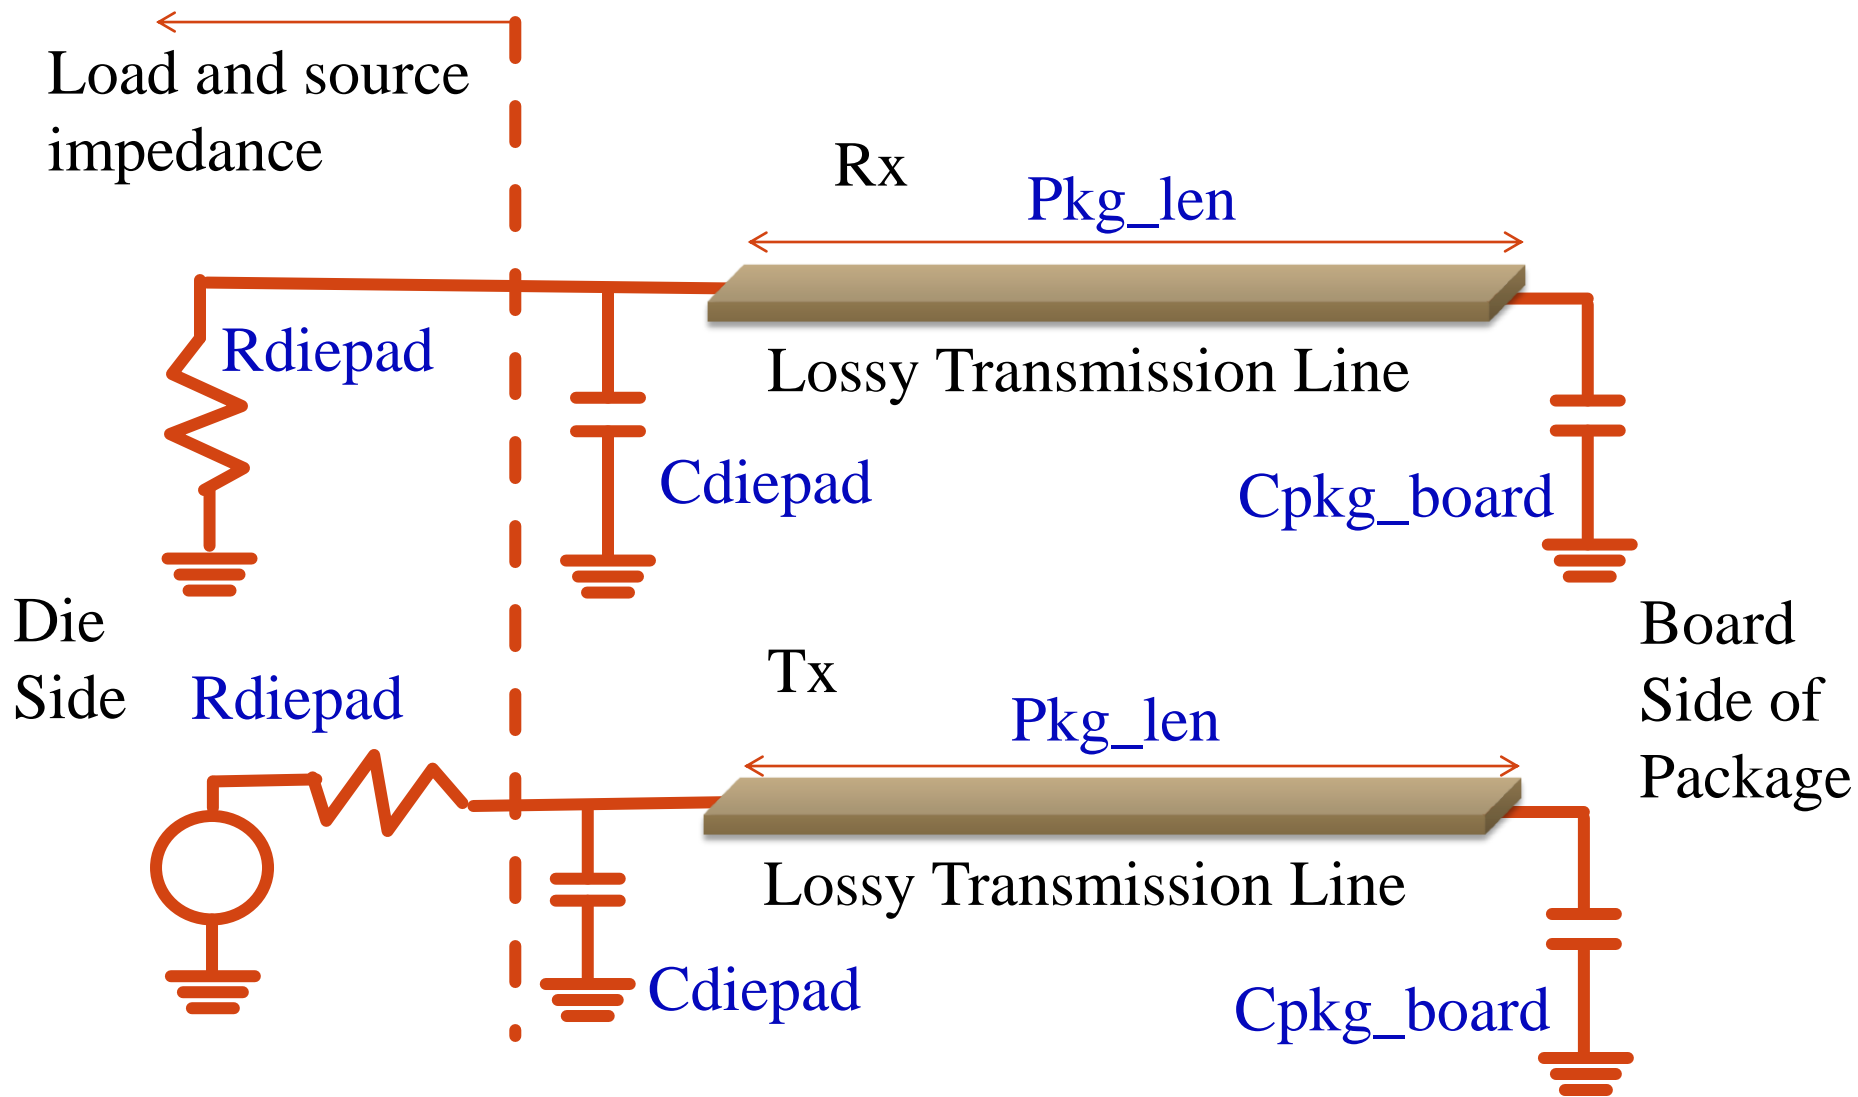 Load and source
impedance
Rx
Pkg_len
Rdiepad
Lossy Transmission Line
Cdiepad
Cpkg_board
Die
Side
Board
Side of
Package
Rdiepad
Tx
Pkg_len
Lossy Transmission Line
Cdiepad
Cpkg_board